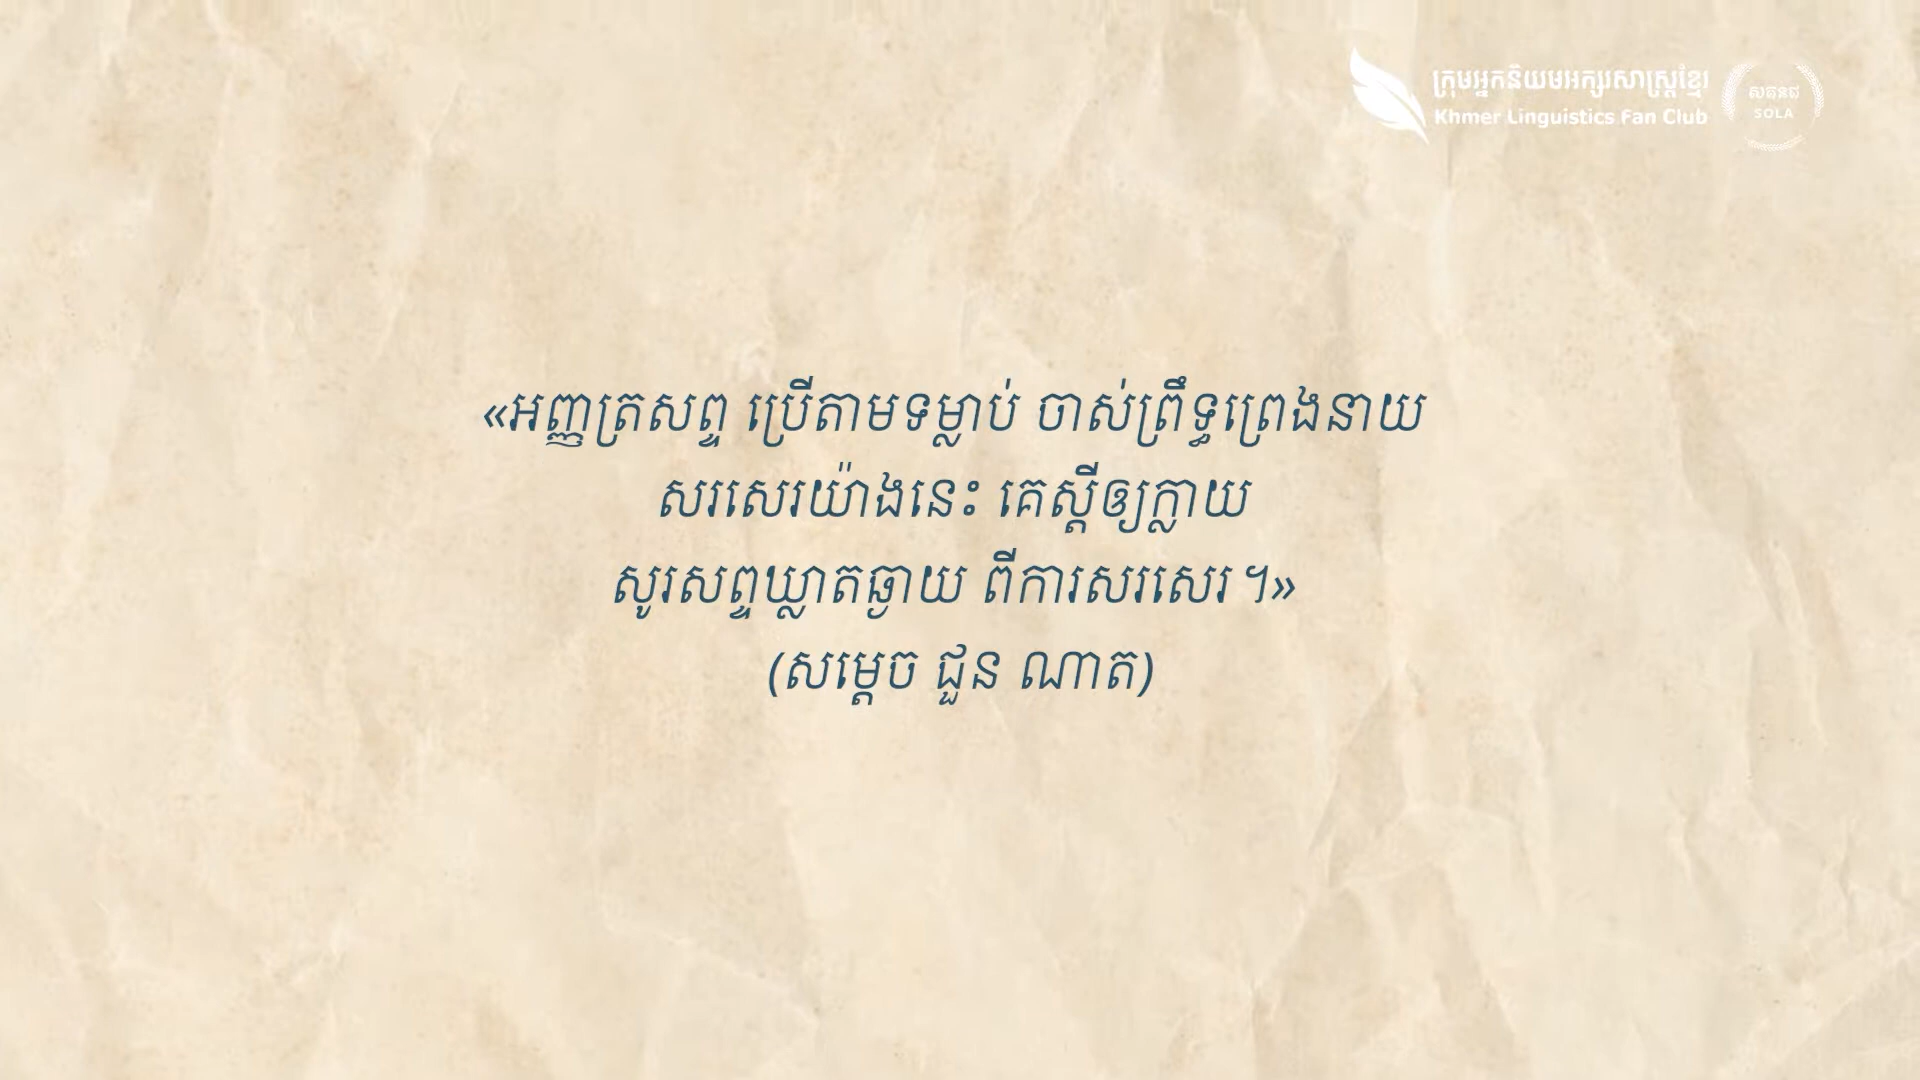 ក្រុមអ្នកនិយមអក្សរសាស្ត្រខ្មែរ
Khmer Linguistics Fan Club
សគនជ
SOLA
«អញ្ញត្រសព្ទ ប្រើតាមទម្លាប់ ចាស់ព្រឹទ្ធព្រេងនាយ
សរសេរយ៉ាងនេះ គេស្ដីឲ្យក្លាយ
សូរសព្ទឃ្លាតឆ្ងាយ ពីការសរសេរ។»
(សម្ដេច ជួន ណាត)